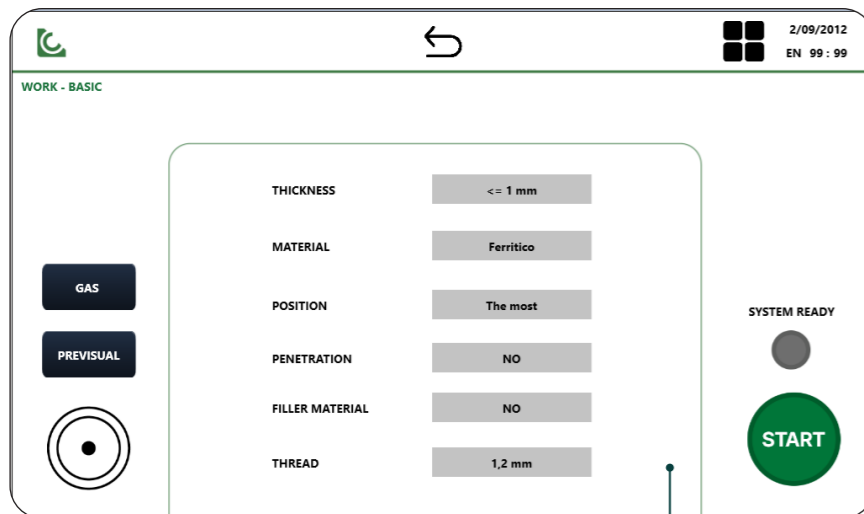 2/09/2012
EN 99 : 99
WORK - BASIC
THICKNESS <= 1 mm
MATERIAL Ferritico
GAS
POSITION The most
SYSTEM READY
PREVISUAL
PENETRATION NO
FILLER MATERIAL NO
START
THREAD 1,2 mm